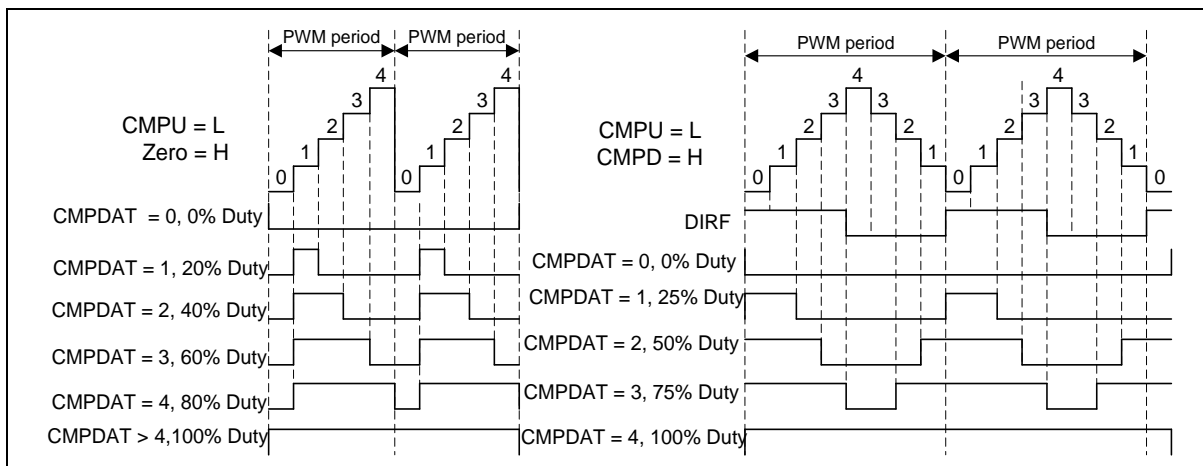 PWM period PWM period
4 4
3 3
2 2
1 1
0 0
CMPU = L
Zero = H
CMPDAT = 0, 0% Duty
CMPDAT = 1, 20% Duty
CMPDAT = 2, 40% Duty
CMPDAT = 3, 60% Duty
CMPDAT = 4, 80% Duty
CMPDAT > 4,100% Duty
PWM period PWM period
4 4
3 3 3 3
2 2 2 2
1 1 1 1
0 0 0
CMPU = L
CMPD = H
DIRF
CMPDAT = 0, 0% Duty
CMPDAT = 1, 25% Duty
CMPDAT = 2, 50% Duty
CMPDAT = 3, 75% Duty
CMPDAT = 4, 100% Duty